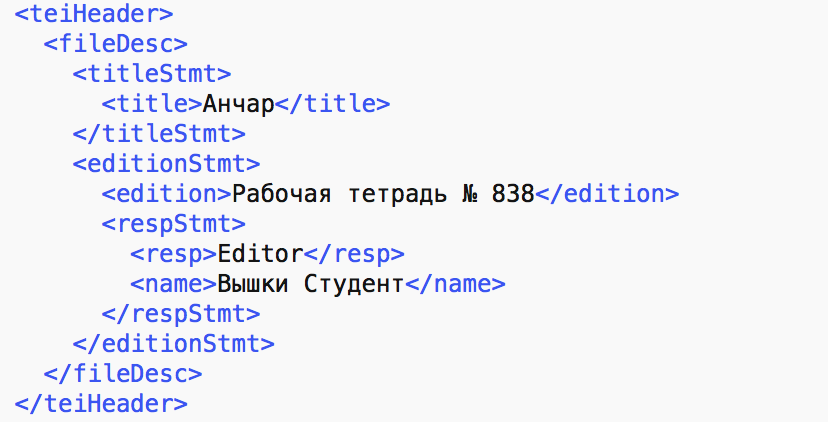 <teiHeader>
<fileDesc>
<titleStmt>
<title>Анчар</title>
</titleStmt>
<editionStmt>
<edition>Рабочая тетрадь № 838</edition>
<respStmt>
<resp>Editor</resp>
<name>Вышки Студент</name>
</respStmt>
</editionStmt>
</fileDesc>
</teiHeader>